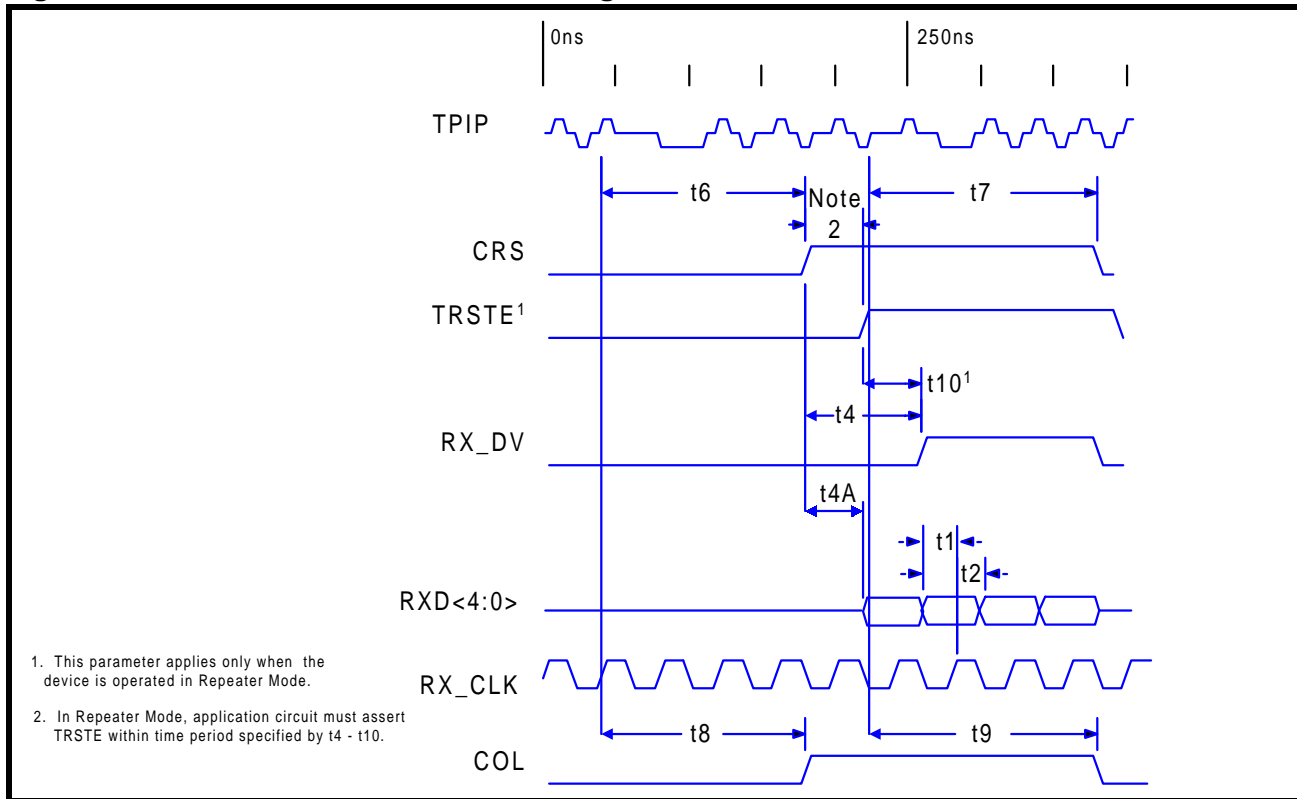 0ns
250ns
TPIP
t6
Note
2
t7
CRS
TRSTE¹
t10¹
t4
RX_DV
t4A
t1
t2
RXD<4:0>
1. This parameter applies only when the
device is operated in Repeater Mode.
RX_CLK
2. In Repeater Mode, application circuit must assert
TRSTE within time period specified by t4 - t10.
t8
t9
COL